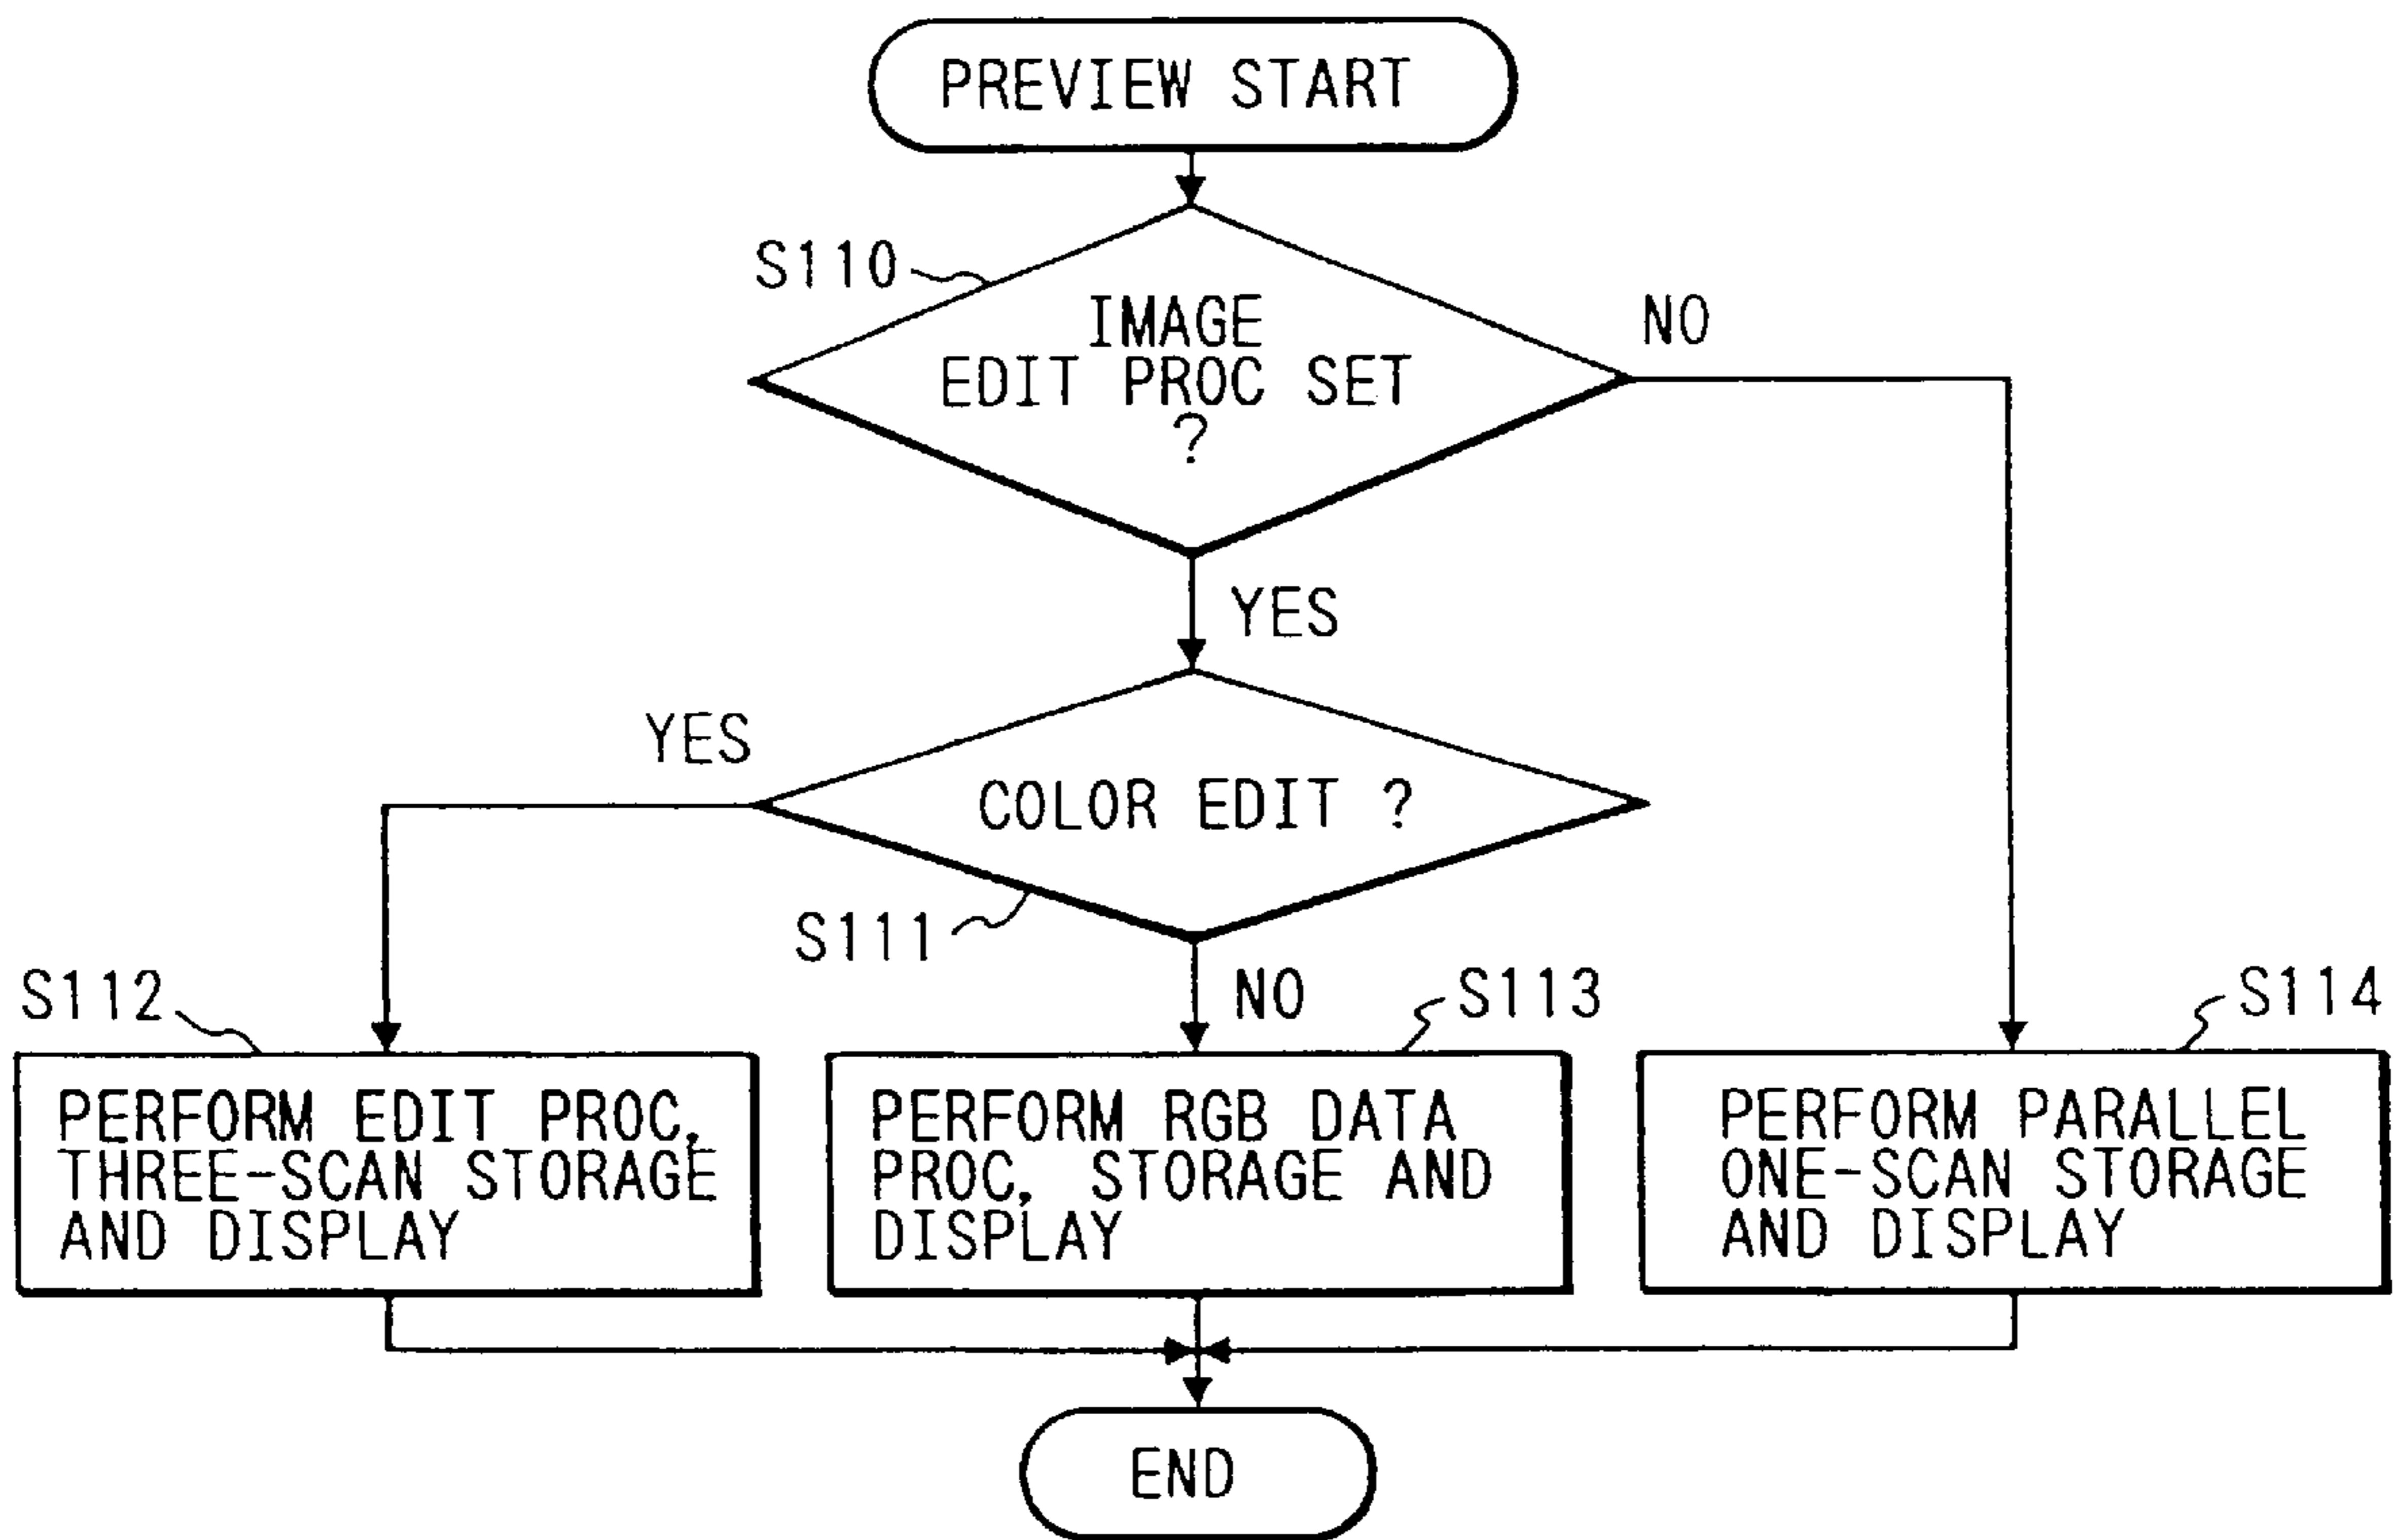 PREVIEW START
S110
IMAGE
EDIT PROC SET
?
NO
YES
YES
COLOR EDIT ?
S111
NO
S112
S113
S114
PERFORM EDIT PROC,
THREE-SCAN STORAGE
AND DISPLAY
PERFORM RGB DATA
PROC, STORAGE AND
DISPLAY
PERFORM PARALLEL
ONE-SCAN STORAGE
AND DISPLAY
END